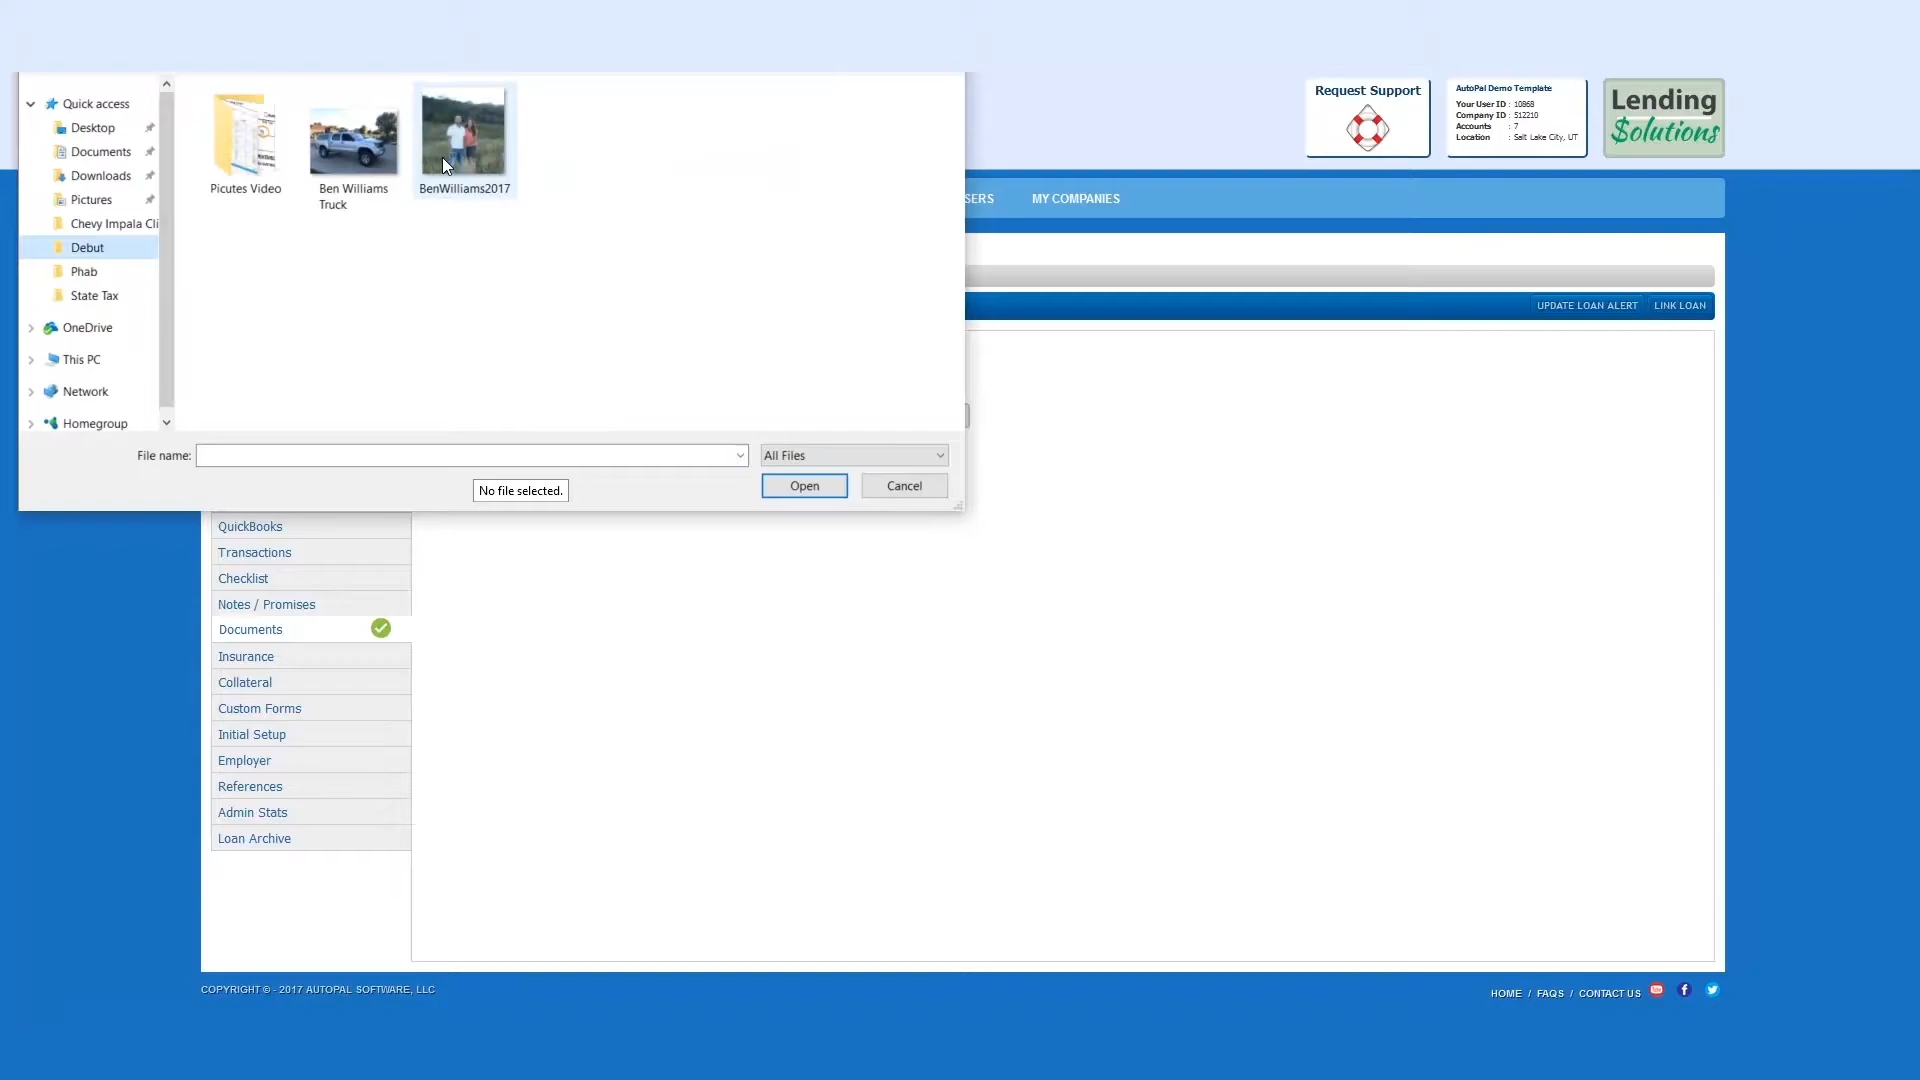 Quick access
Desktop
Documents
Downloads
Pictures
Chevy Impala Cli
Debut
Phab
State Tax
OneDrive
This PC
Network
Homegroup
Picutes Video
Ben Williams
Truck
BenWilliams2017
File name:
All Files
No file selected.
Open
Cancel
Request Support
AutoPal Demo Template
Your User ID : 10868
Company ID : 512210
Accounts : 7
Location : Salt Lake City, UT
Lending
$olutions
SERS
MY COMPANIES
UPDATE LOAN ALERT
LINK LOAN
QuickBooks
Transactions
Checklist
Notes / Promises
Documents
Insurance
Collateral
Custom Forms
Initial Setup
Employer
References
Admin Stats
Loan Archive
COPYRIGHT © - 2017 AUTOPAL SOFTWARE, LLC
HOME / FAQS / CONTACT US